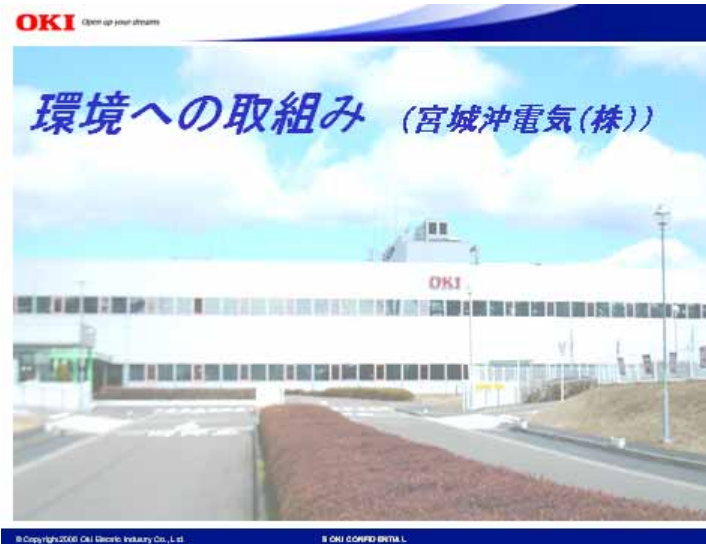 OKI Open up your dreams
環境への取組み (宮城沖電気(株))
OKI
© Copyright 2006 Oki Electric Industry Co., Ltd.
OKI CONFIDENTIAL